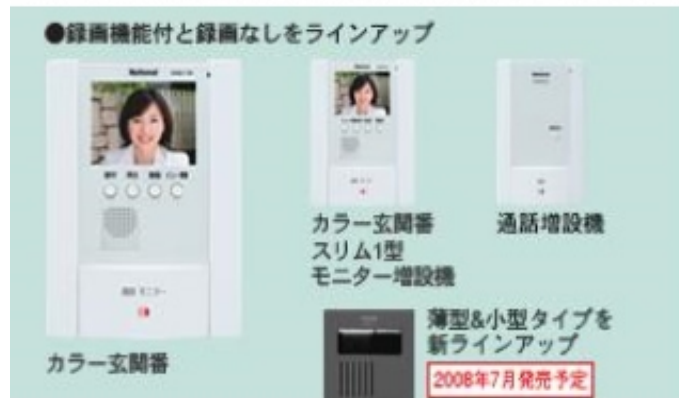 ●録画機能付と録画なしをラインアップ
National
カラー玄関番
カラー玄関番
スリム1型
モニター増設機
通話増設機
薄型&小型タイプを
新ラインアップ
2008年7月発売予定